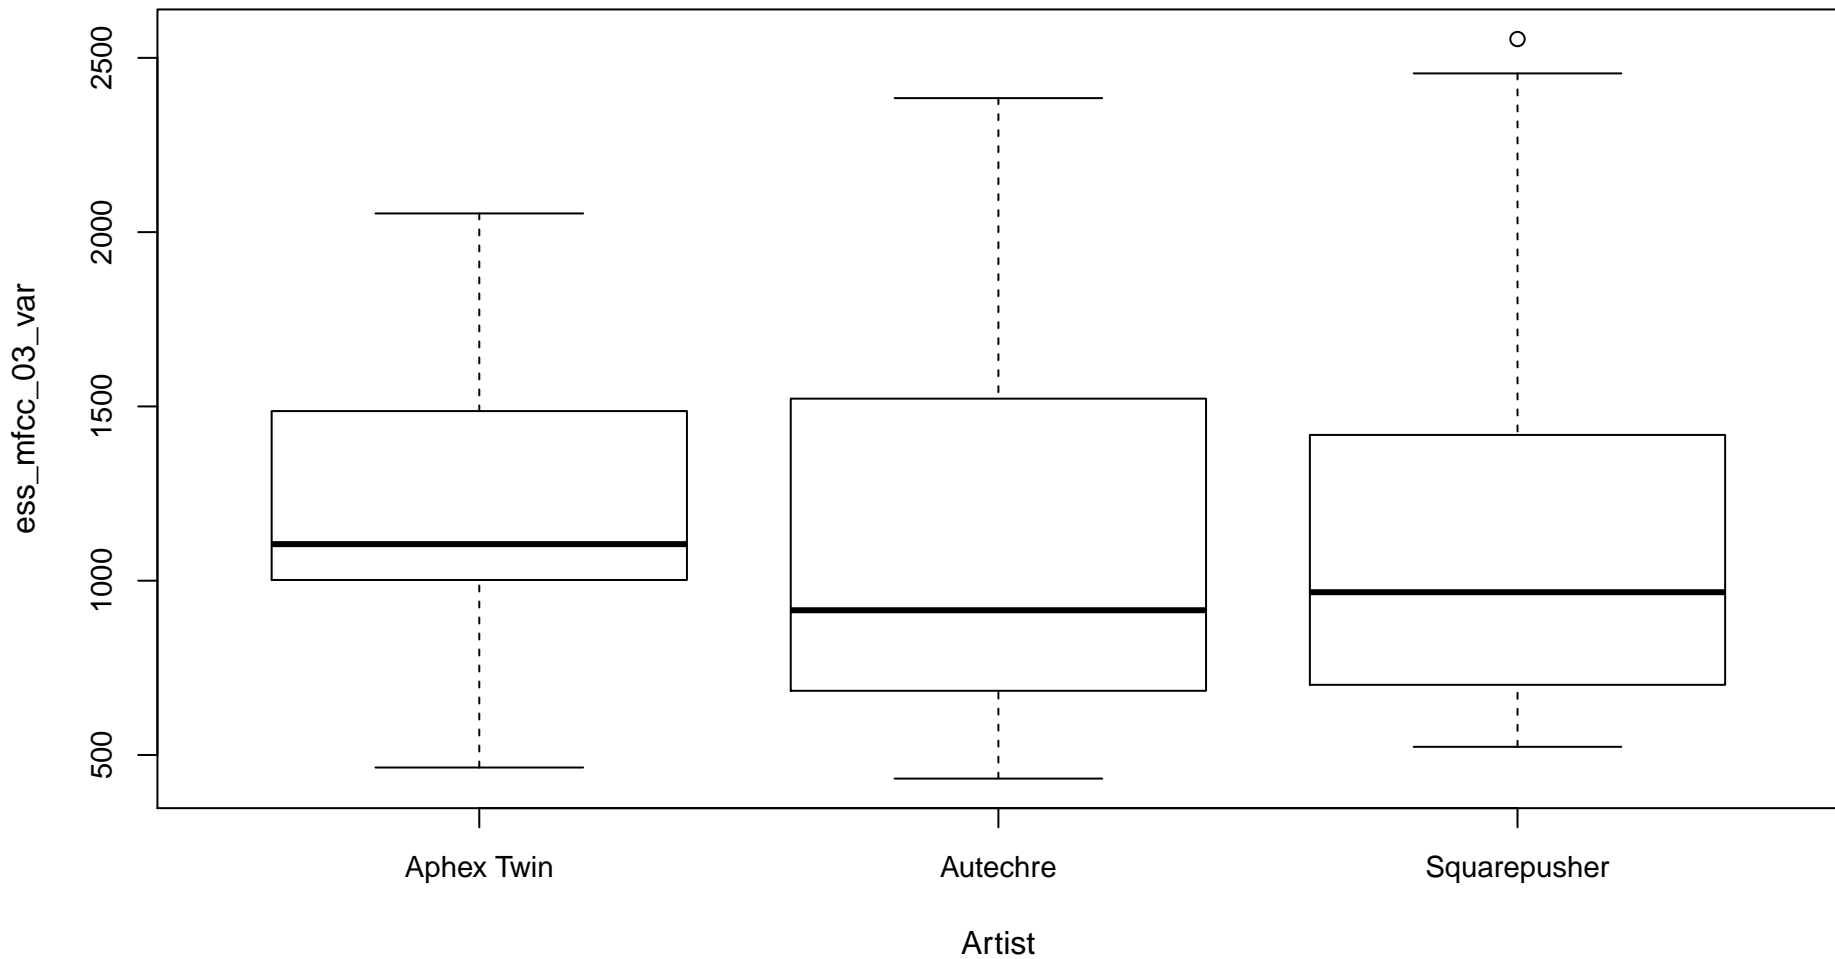 ess_mfcc_03_var
2500
2000
1500
1000
500
Aphex Twin
Autechre
Squarepusher
Artist